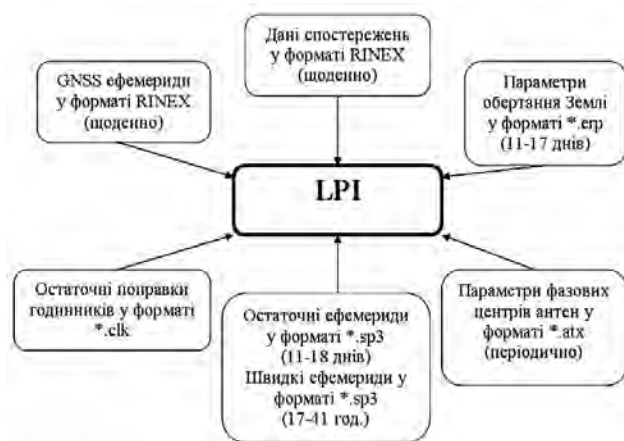 Дані спостережень
у форматі RINEX
(щоденно)
GNSS ефемериди
у форматі RINEX
(щоденно)
Параметри
обертання Землі
у форматі *.erp
(11-17 днів)
LPI
Остаточні поправки
годинників у форматі
*.clk
Остаточні ефемериди
у форматі *.sp3
(11-18 днів)
Швидкі ефемериди у
форматі *.sp3
(17-41 год.)
Параметри фазових
центрів антен у
форматі *.atx
(періодично)